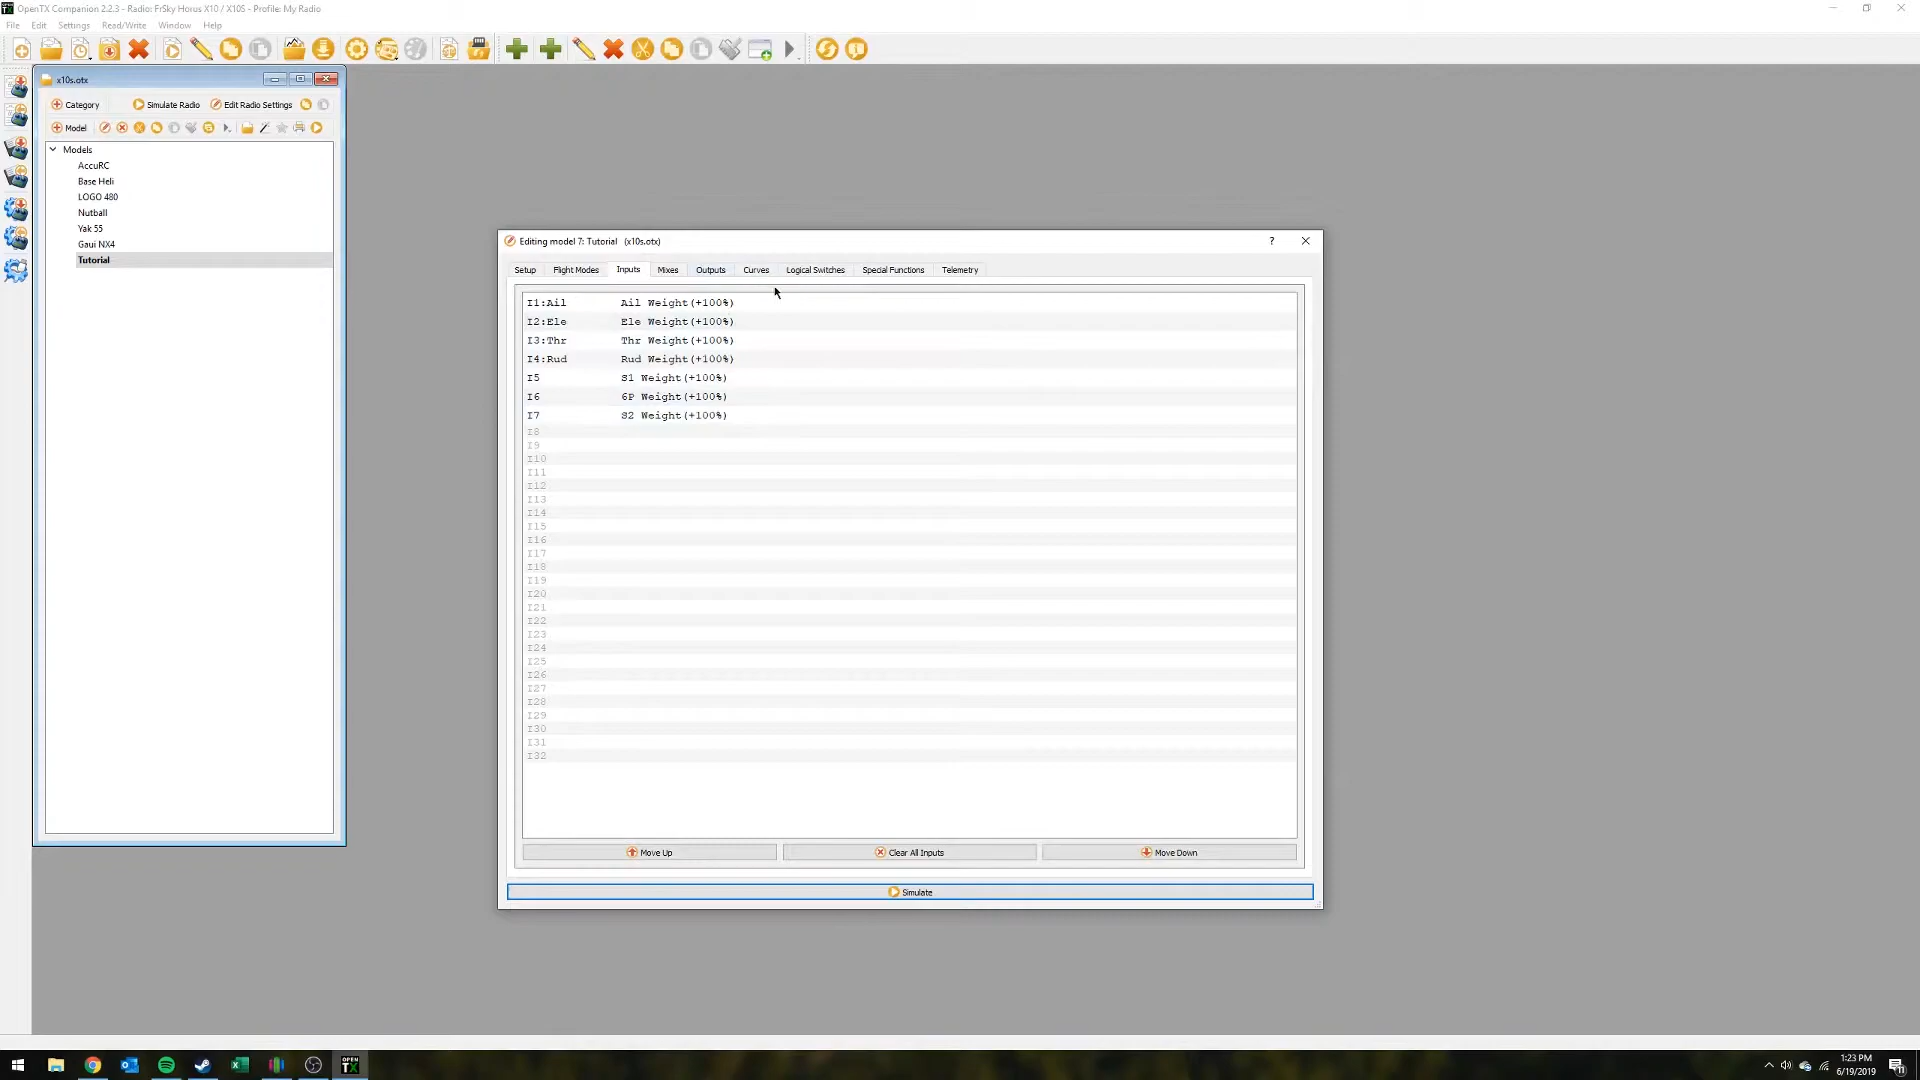 OpenTX Companion 2.2.3 - Radio: FrSky Horus X10 / X10S - Profile: My Radio
File Edit Settings Read/Write Window Help
x10s.otx
Category Simulate Radio Edit Radio Settings
Model
Models
AccuRC
Base Heli
LOGO 480
Nutball
Yak 55
Gaui NX4
Tutorial
Editing model 7: Tutorial (x10s.otx)
Setup Flight Modes Inputs Mixes Outputs Curves Logical Switches Special Functions Telemetry
I1:Ail Ail Weight(+100%)
I2:Ele Ele Weight(+100%)
I3:Thr Thr Weight(+100%)
I4:Rud Rud Weight(+100%)
I5 S1 Weight(+100%)
I6 6P Weight(+100%)
I7 S2 Weight(+100%)
I8
I9
I10
I11
I12
I13
I14
I15
I16
I17
I18
I19
I20
I21
I22
I23
I24
I25
I26
I27
I28
I29
I30
I31
I32
Move Up Clear All Inputs Move Down
Simulate
OPEN
TX
1:23 PM
6/19/2019